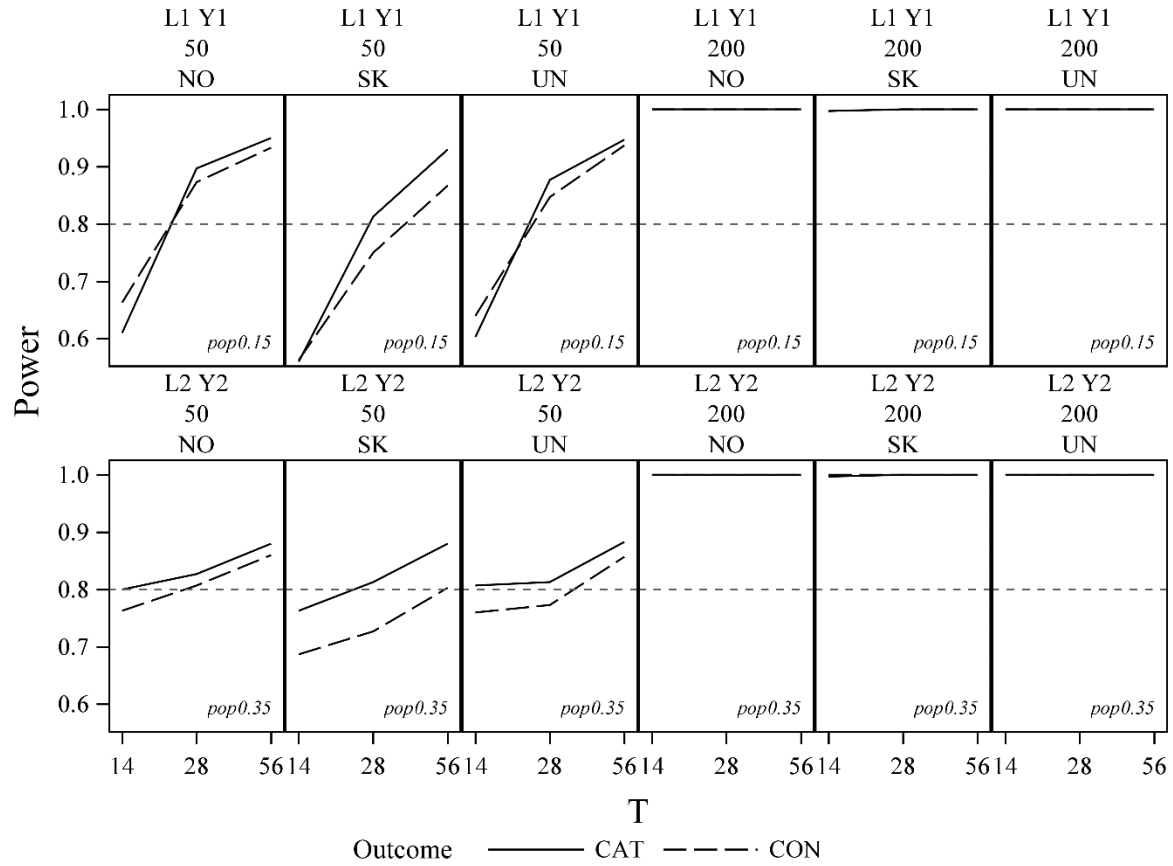 L1 Y1 L1 Y1 L1 Y1 L1 Y1 L1 Y1 L1 Y1
50 50 50 200 200 200
NO SK UN NO SK UN
1.0
0.9
0.8
0.7
0.6
pop0.15 pop0.15 pop0.15 pop0.15 pop0.15 pop0.15
Power
L2 Y2 L2 Y2 L2 Y2 L2 Y2 L2 Y2 L2 Y2
50 50 50 200 200 200
NO SK UN NO SK UN
1.0
0.9
0.8
0.7
0.6
pop0.35 pop0.35 pop0.35 pop0.35 pop0.35 pop0.35
14 28 56 14 28 56 14 28 56 14 28 56 14 28 56 14 28 56
T
Outcome CAT CON